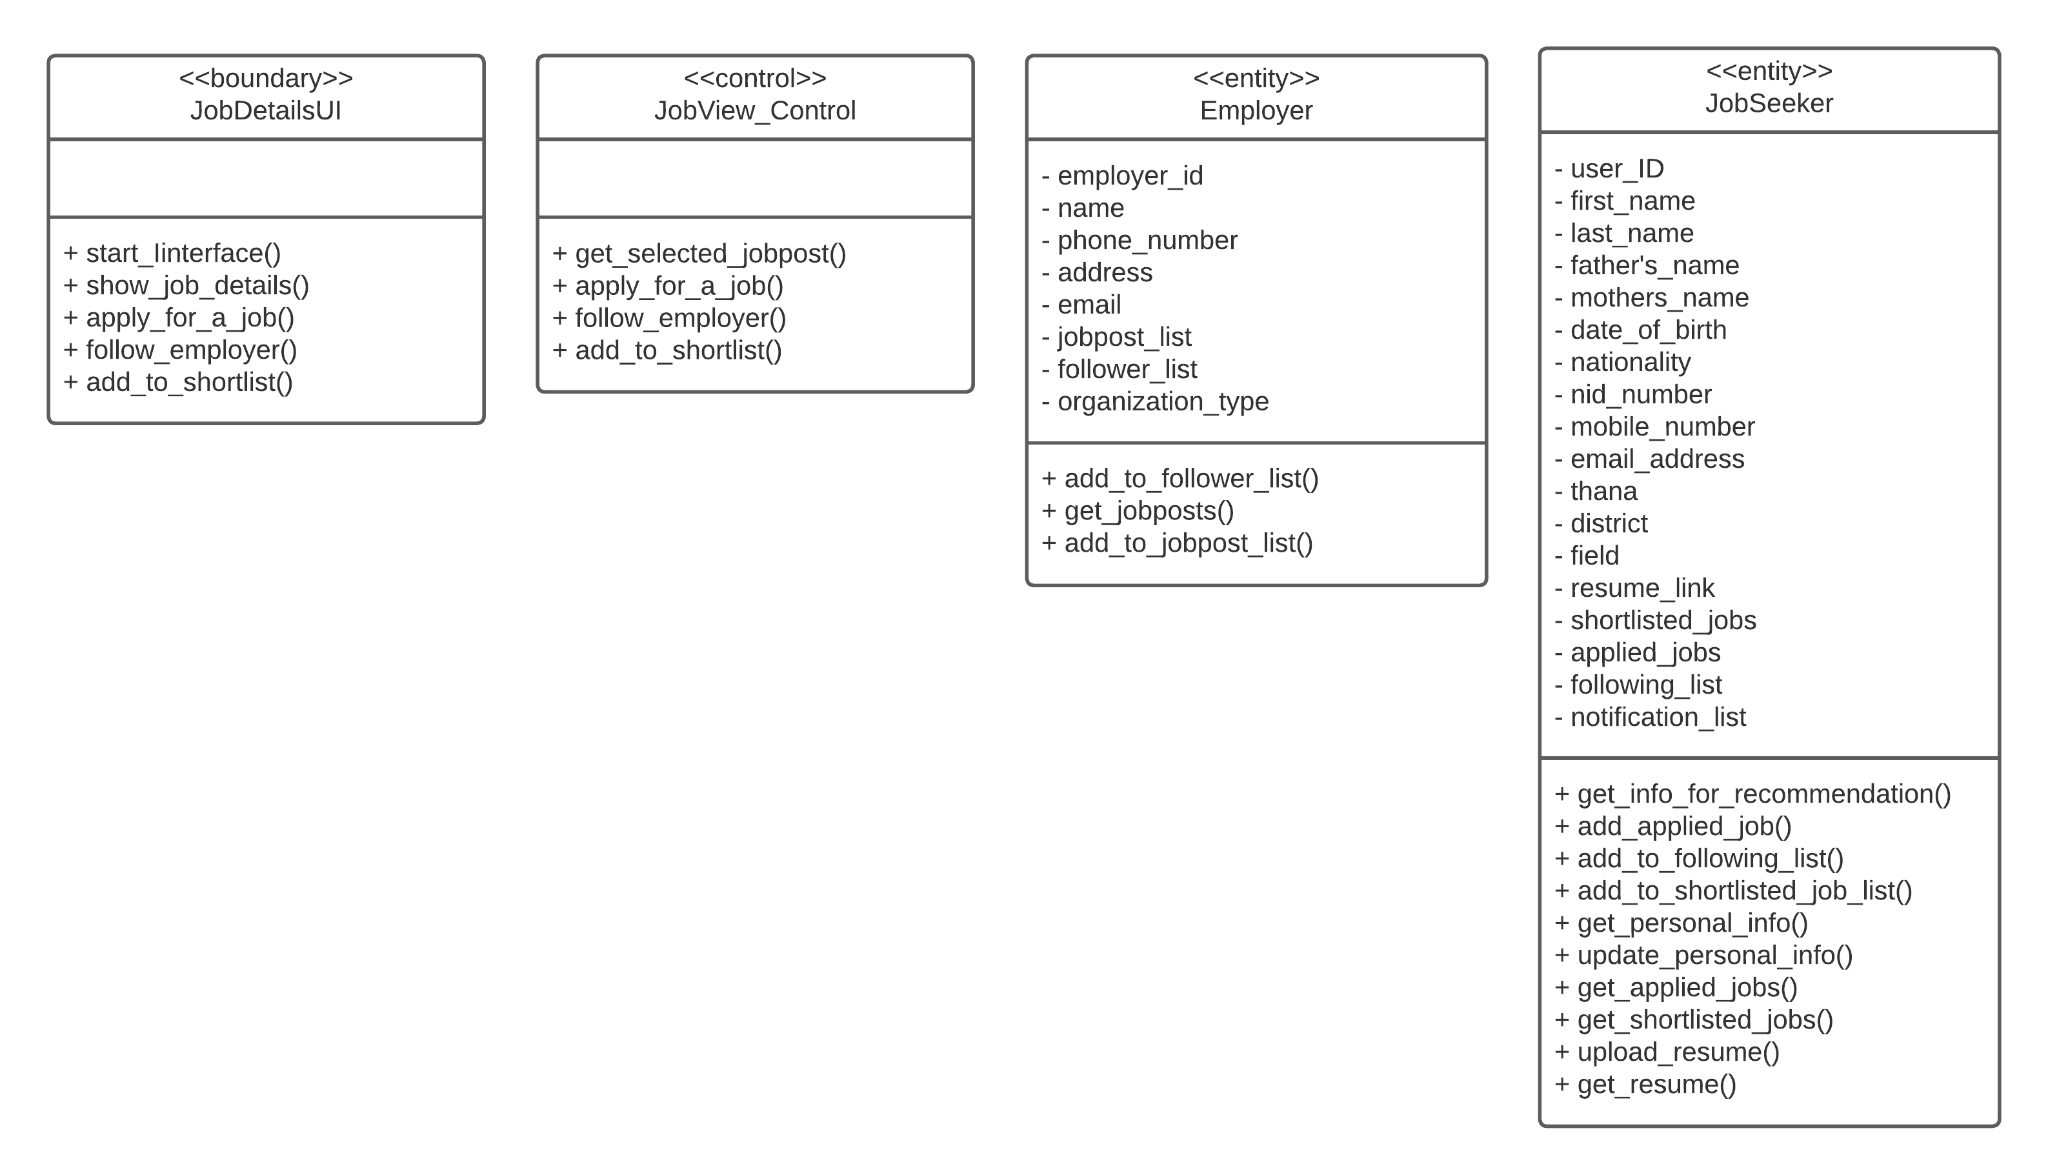 <<boundary>>
JobDetailsUI
+ start_Iinterface()
+ show_job_details()
+ apply_for_a_job()
+ follow_employer()
+ add_to_shortlist()
<<control>>
JobView_Control
+ get_selected_jobpost()
+ apply_for_a_job()
+ follow_employer()
+ add_to_shortlist()
<<entity>>
Employer
- employer_id
- name
- phone_number
- address
- email
- jobpost_list
- follower_list
- organization_type
+ add_to_follower_list()
+ get_jobposts()
+ add_to_jobpost_list()
<<entity>>
JobSeeker
- user_ID
- first_name
- last_name
- father's_name
- mothers_name
- date_of_birth
- nationality
- nid_number
- mobile_number
- email_address
- thana
- district
- field
- resume_link
- shortlisted_jobs
- applied_jobs
- following_list
- notification_list
+ get_info_for_recommendation()
+ add_applied_job()
+ add_to_following_list()
+ add_to_shortlisted_job_list()
+ get_personal_info()
+ update_personal_info()
+ get_applied_jobs()
+ get_shortlisted_jobs()
+ upload_resume()
+ get_resume()